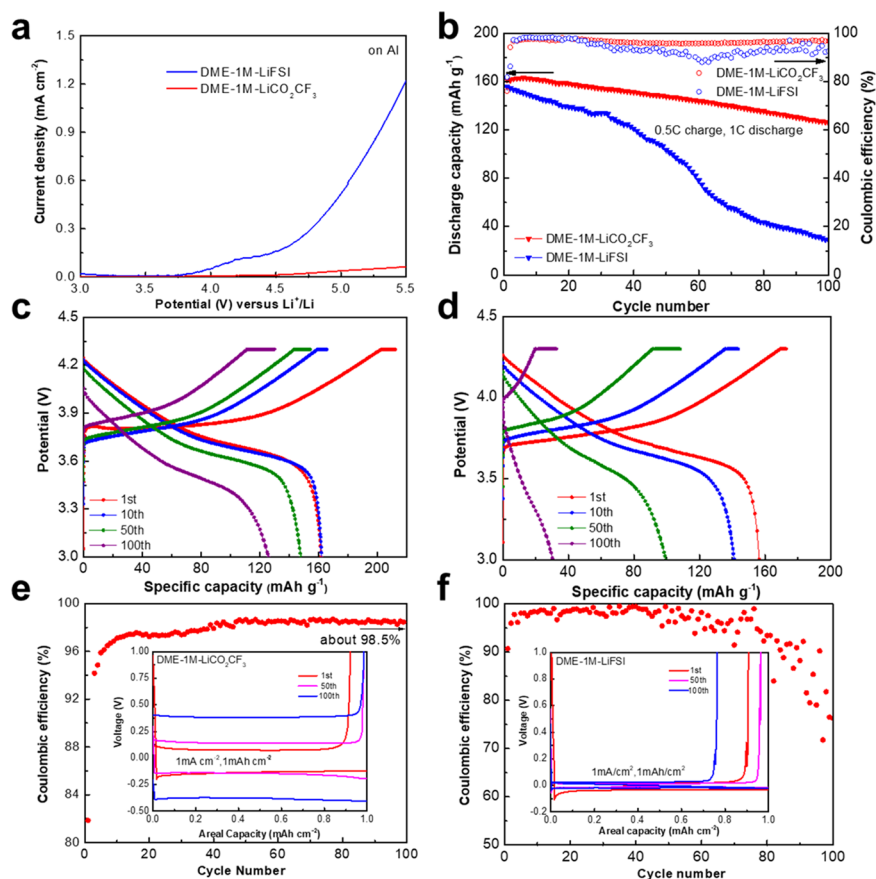 a
on Al
DME-1M-LiFSI
DME-1M-LiCO₂CF₃
Current density (mA cm⁻²)
1.5
1.2
0.9
0.6
0.3
0.0
3.0 3.5 4.0 4.5 5.0 5.5
Potential (V) versus Li⁺/Li
b
Discharge capacity (mAh g⁻¹)
200
160
120
80
40
0
DME-1M-LiCO₂CF₃
DME-1M-LiFSI
0.5C charge, 1C discharge
DME-1M-LiCO₂CF₃
DME-1M-LiFSI
100
80
60
40
20
0
Coulombic efficiency (%)
0 20 40 60 80 100
Cycle number
c
Potential (V)
4.5
4.2
3.9
3.6
3.3
3.0
1st
10th
50th
100th
0 40 80 120 160 200
Specific capacity (mAh g⁻¹)
d
Potential (V)
4.5
4.0
3.5
3.0
1st
10th
50th
100th
0 40 80 120 160 200
Specific capacity (mAh g⁻¹)
e
Coulombic efficiency (%)
100
96
92
88
84
80
about 98.5%
DME-1M-LiCO₂CF₃
1st
50th
100th
Voltage (V)
1.00
0.75
0.50
0.25
0.00
-0.25
-0.50
1mA cm⁻²,1mAh cm⁻²
0.0 0.2 0.4 0.6 0.8 1.0
Areal Capacity (mAh cm⁻²)
0 20 40 60 80 100
Cycle Number
f
Coulombic efficiency (%)
100
90
80
70
60
50
DME-1M-LiFSI
1st
50th
100th
Voltage (V)
1.0
0.8
0.6
0.4
0.2
0.0
-0.2
1mA/cm²,1mAh/cm²
0.0 0.2 0.4 0.6 0.8 1.0
Areal capacity (mAh cm⁻²)
0 20 40 60 80 100
Cycle number